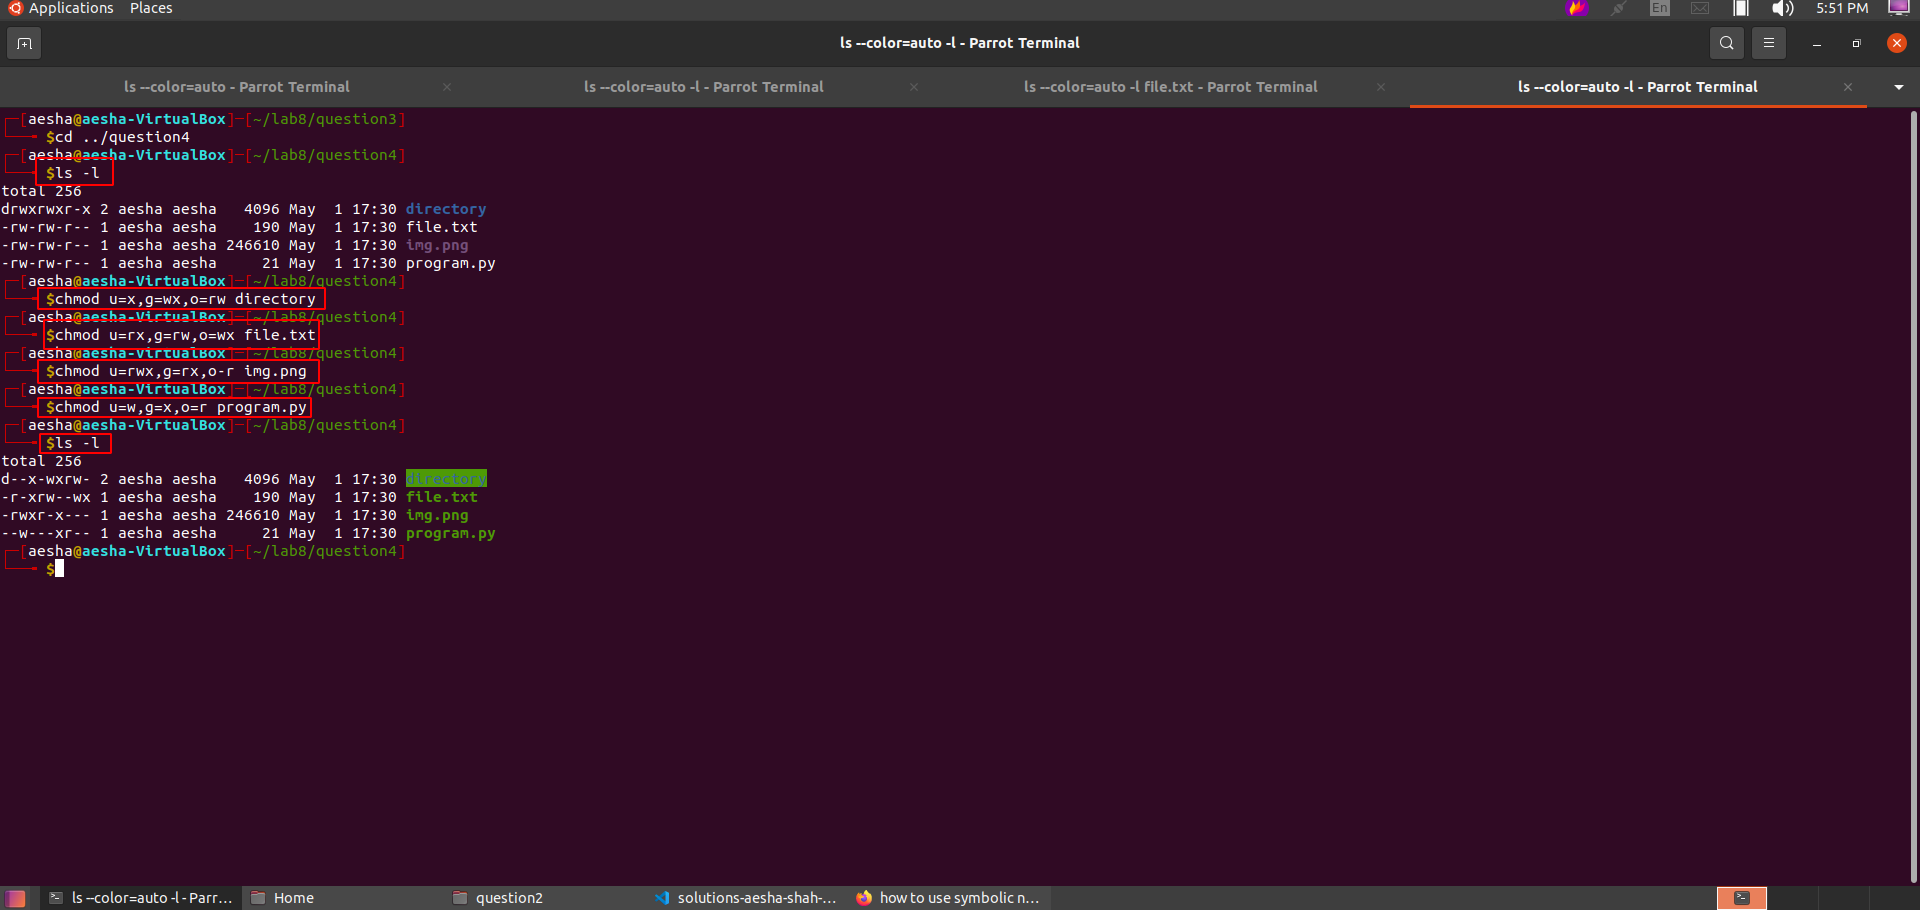 Applications Places En 5:51 PM
ls --color=auto -l - Parrot Terminal
ls --color=auto - Parrot Terminal ls --color=auto -l - Parrot Terminal ls --color=auto -l file.txt - Parrot Terminal ls --color=auto -l - Parrot Terminal
┌─[aesha@aesha-VirtualBox]─[~/lab8/question3]
└──╼ $cd ../question4
┌─[aesha@aesha-VirtualBox]─[~/lab8/question4]
└──╼ $ls -l
total 256
drwxrwxr-x 2 aesha aesha   4096 May  1 17:30 directory
-rw-rw-r-- 1 aesha aesha    190 May  1 17:30 file.txt
-rw-rw-r-- 1 aesha aesha 246610 May  1 17:30 img.png
-rw-rw-r-- 1 aesha aesha     21 May  1 17:30 program.py
┌─[aesha@aesha-VirtualBox]─[~/lab8/question4]
└──╼ $chmod u=x,g=wx,o=rw directory
┌─[aesha@aesha-VirtualBox]─[~/lab8/question4]
└──╼ $chmod u=rx,g=rw,o=wx file.txt
┌─[aesha@aesha-VirtualBox]─[~/lab8/question4]
└──╼ $chmod u=rwx,g=rx,o-r img.png
┌─[aesha@aesha-VirtualBox]─[~/lab8/question4]
└──╼ $chmod u=w,g=x,o=r program.py
┌─[aesha@aesha-VirtualBox]─[~/lab8/question4]
└──╼ $ls -l
total 256
d--x-wxrw- 2 aesha aesha   4096 May  1 17:30 directory
-r-xrw--wx 1 aesha aesha    190 May  1 17:30 file.txt
-rwxr-x--- 1 aesha aesha 246610 May  1 17:30 img.png
--w---xr-- 1 aesha aesha     21 May  1 17:30 program.py
┌─[aesha@aesha-VirtualBox]─[~/lab8/question4]
└──╼ $
ls --color=auto -l - Parr... Home question2 solutions-aesha-shah-... how to use symbolic n...